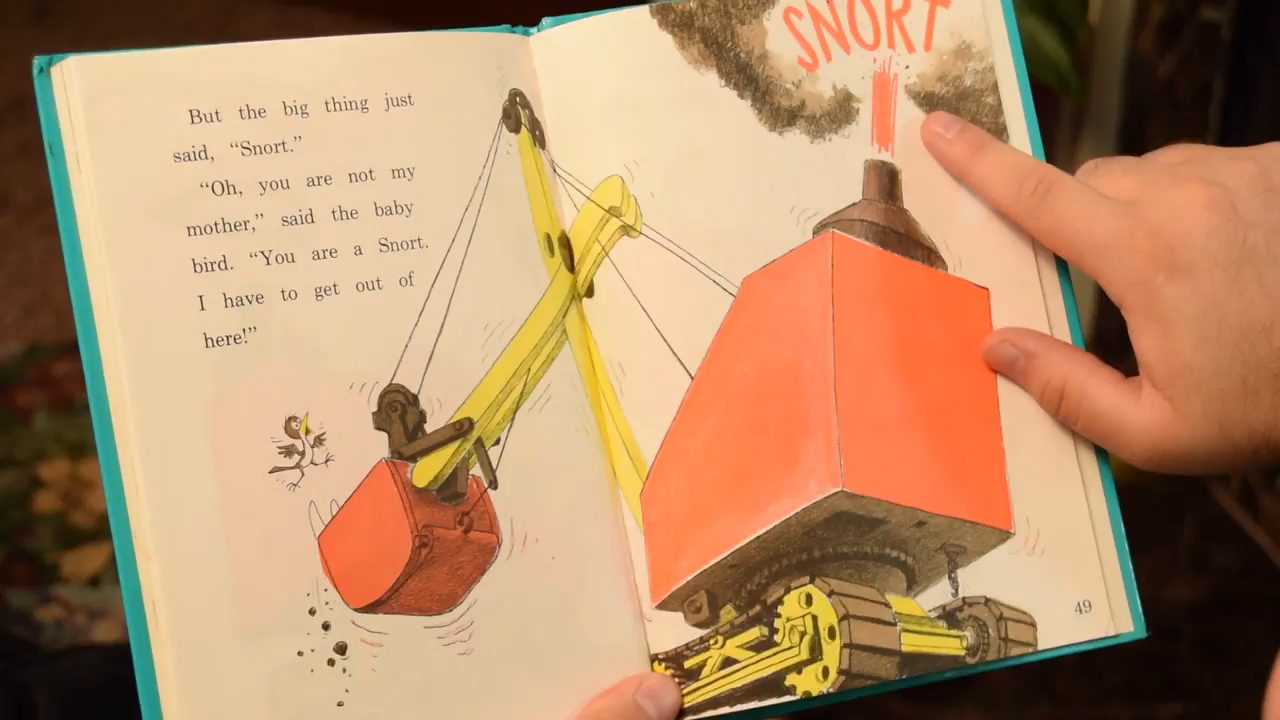 But the big thing just
said, “Snort.”
“Oh, you are not my
mother,” said the baby
bird. “You are a Snort.
I have to get out of
here!”
SNORT
49